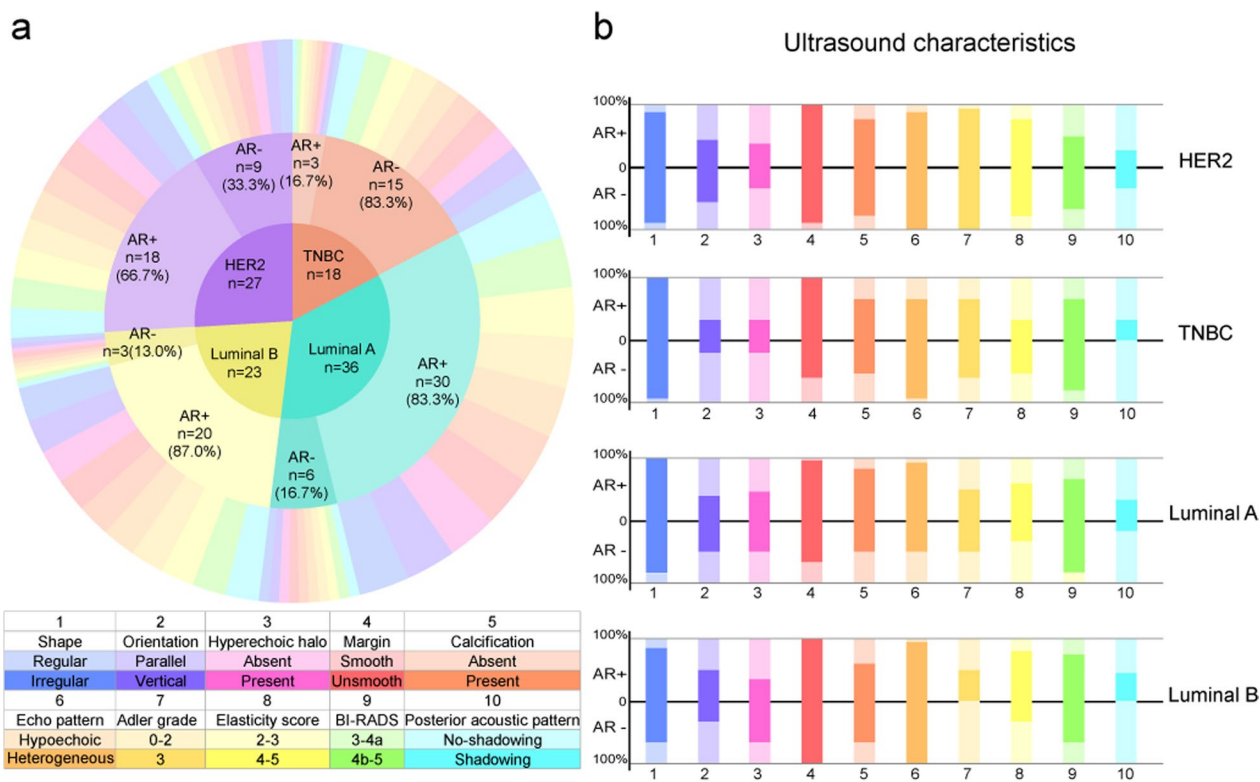 a
AR-
n=9
(33.3%)
AR+
n=3
(16.7%)
AR-
n=15
(83.3%)
AR+
n=18
(66.7%)
HER2
n=27
TNBC
n=18
AR-
n=3(13.0%)
Luminal B
n=23
Luminal A
n=36
AR+
n=30
(83.3%)
AR+
n=20
(87.0%)
AR-
n=6
(16.7%)
1 2 3 4 5
Shape Orientation Hyperechoic halo Margin Calcification
Regular Parallel Absent Smooth Absent
Irregular Vertical Present Unsmooth Present
6 7 8 9 10
Echo pattern Adler grade Elasticity score BI-RADS Posterior acoustic pattern
Hypoechoic 0-2 2-3 3-4a No-shadowing
Heterogeneous 3 4-5 4b-5 Shadowing
b
Ultrasound characteristics
100%
AR+
0
AR -
100%
HER2
1 2 3 4 5 6 7 8 9 10
100%
AR+
0
AR -
100%
TNBC
1 2 3 4 5 6 7 8 9 10
100%
AR+
0
AR -
100%
Luminal A
1 2 3 4 5 6 7 8 9 10
100%
AR+
0
AR -
100%
Luminal B
1 2 3 4 5 6 7 8 9 10